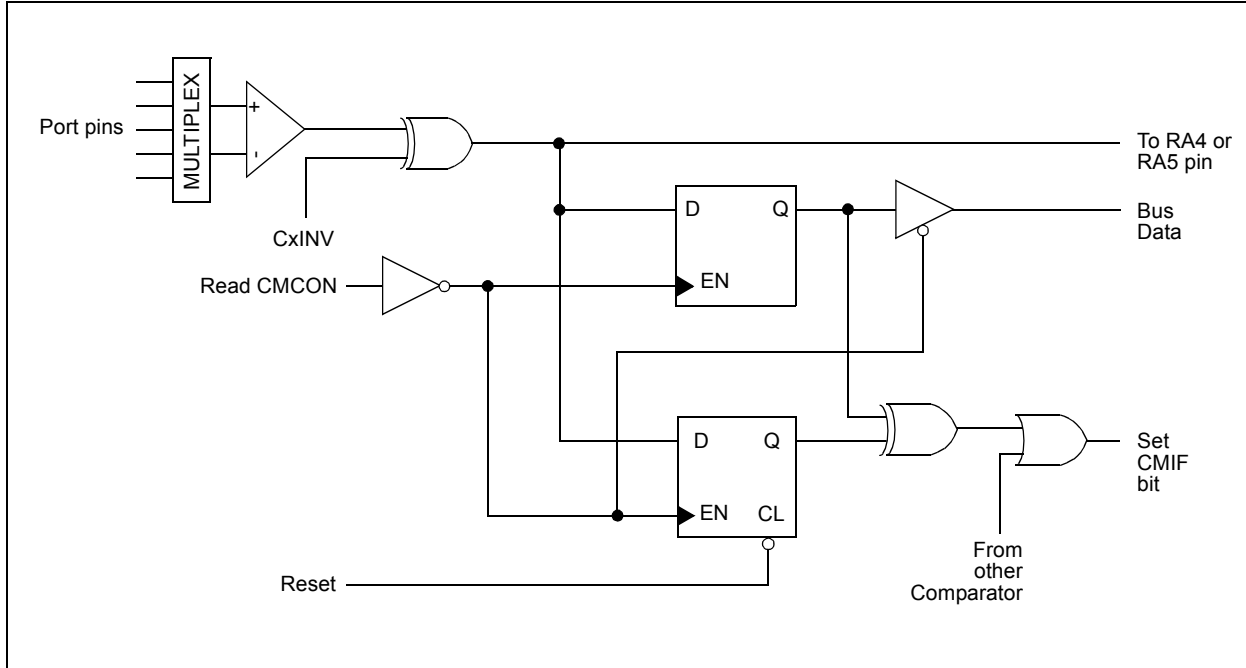 MULTIPLEX
Port pins
+
-
CxINV
To RA4 or
RA5 pin
D
Q
EN
Bus
Data
Read CMCON
D
Q
EN
CL
Set
CMIF
bit
From
other
Comparator
Reset